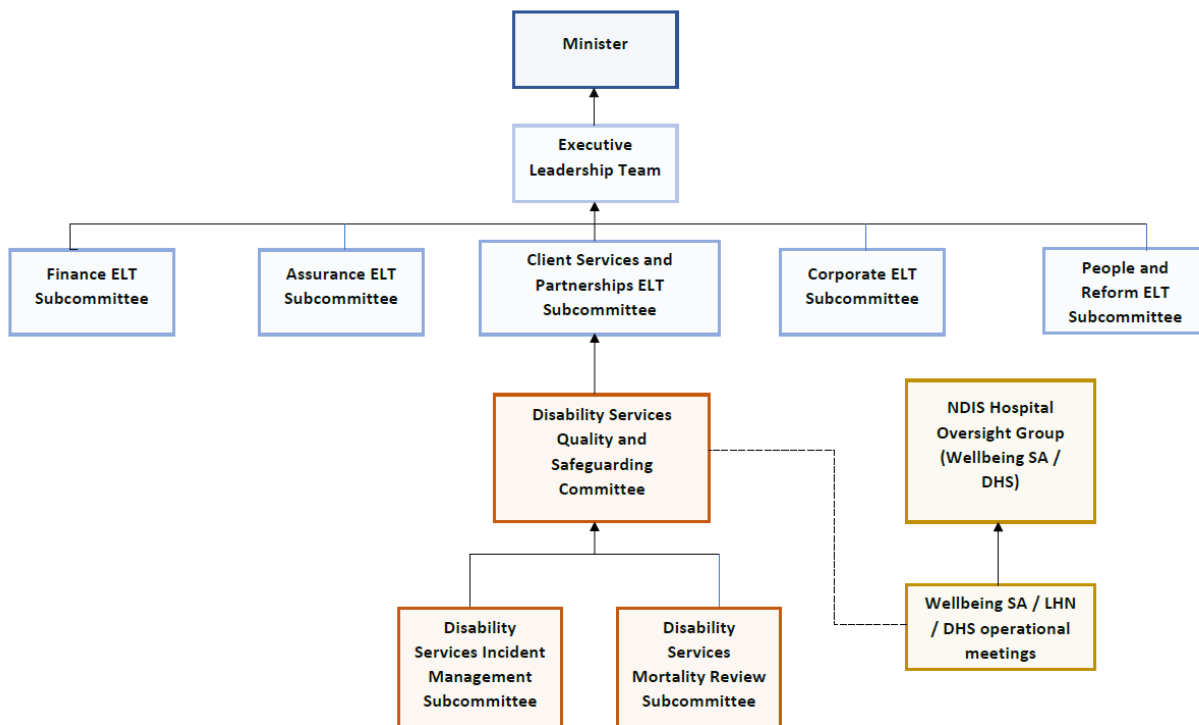 Minister
Executive
Leadership Team
Finance ELT
Subcommittee
Assurance ELT
Subcommittee
Client Services and
Partnerships ELT
Subcommittee
Corporate ELT
Subcommittee
People and
Reform ELT
Subcommittee
Disability Services
Quality and
Safeguarding
Committee
NDIS Hospital
Oversight Group
(Wellbeing SA /
DHS)
Disability
Services Incident
Management
Subcommittee
Disability
Services
Mortality Review
Subcommittee
Wellbeing SA / LHN
/ DHS operational
meetings